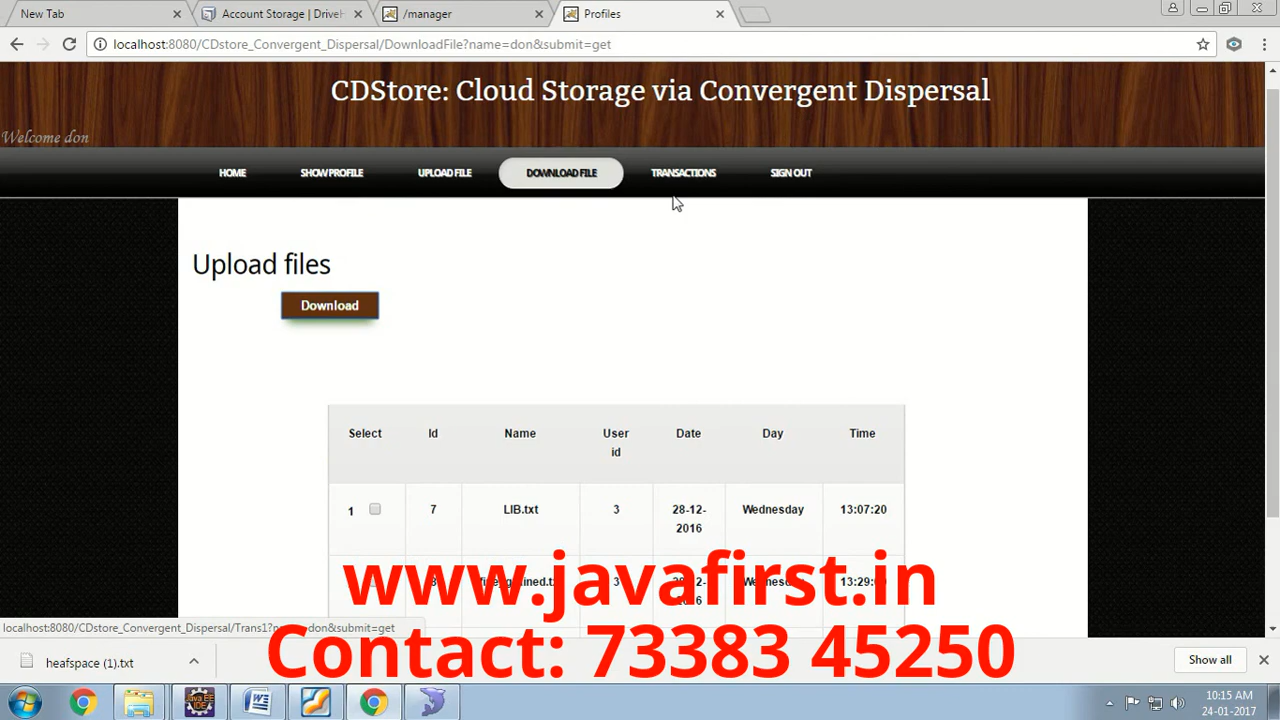 New Tab
Account Storage | DriveH
/manager
Profiles
localhost:8080/CDstore_Convergent_Dispersal/DownloadFile?name=don&submit=get
CDStore: Cloud Storage via Convergent Dispersal
Welcome don
HOME SHOW PROFILE UPLOAD FILE DOWNLOAD FILE TRANSACTIONS SIGN OUT
Upload files
Download
Select Id Name User id Date Day Time
1 7 LIB.txt 3 28-12-2016 Wednesday 13:07:20
www.javafirst.in
localhost:8080/CDstore_Convergent_Dispersal/Trans1?
don&submit=get
Contact: 73383 45250
heafspace (1).txt
Show all
Java EE IDE
10:15 AM
24-01-2017